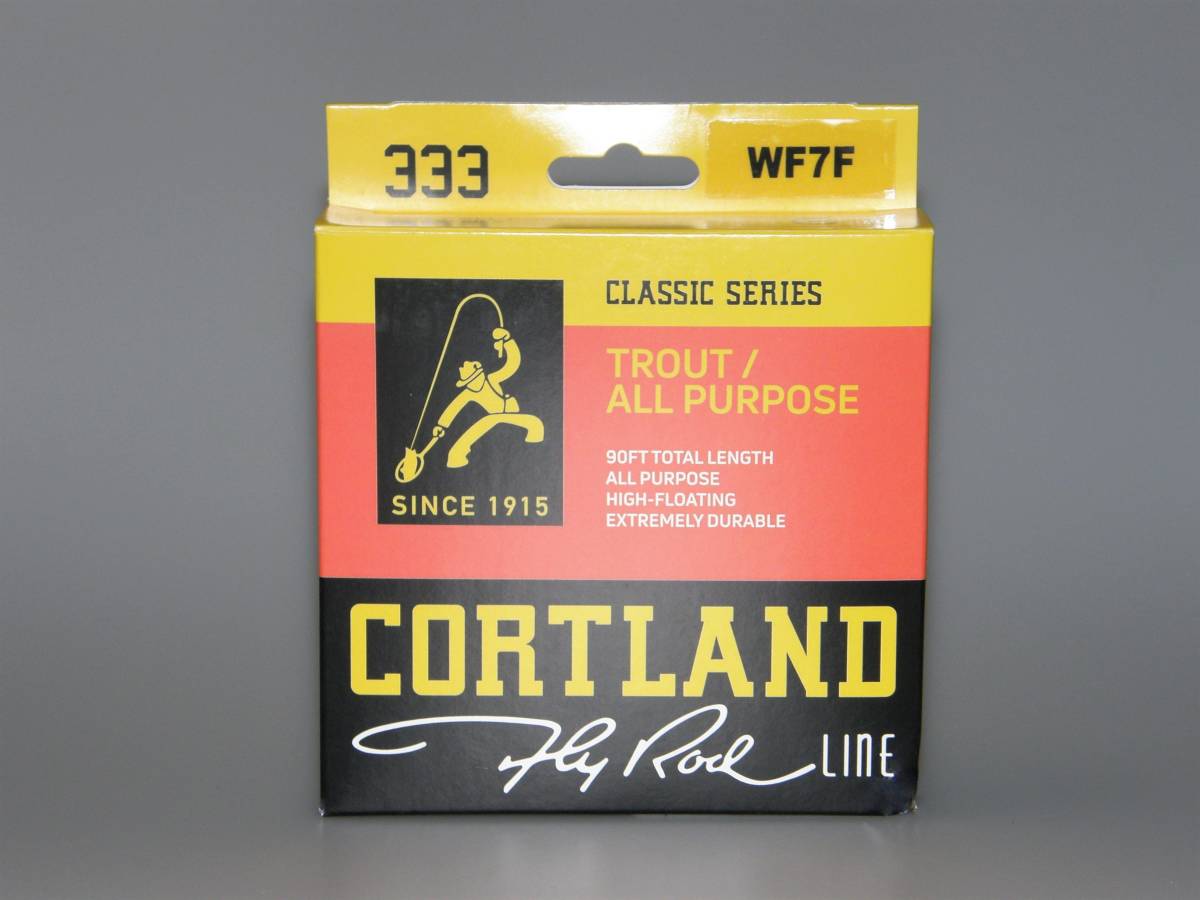 333
WF7F
CLASSIC SERIES
TROUT /
ALL PURPOSE
90FT TOTAL LENGTH
ALL PURPOSE
HIGH-FLOATING
EXTREMELY DURABLE
SINCE 1915
CORTLAND
Fly Rod LINE